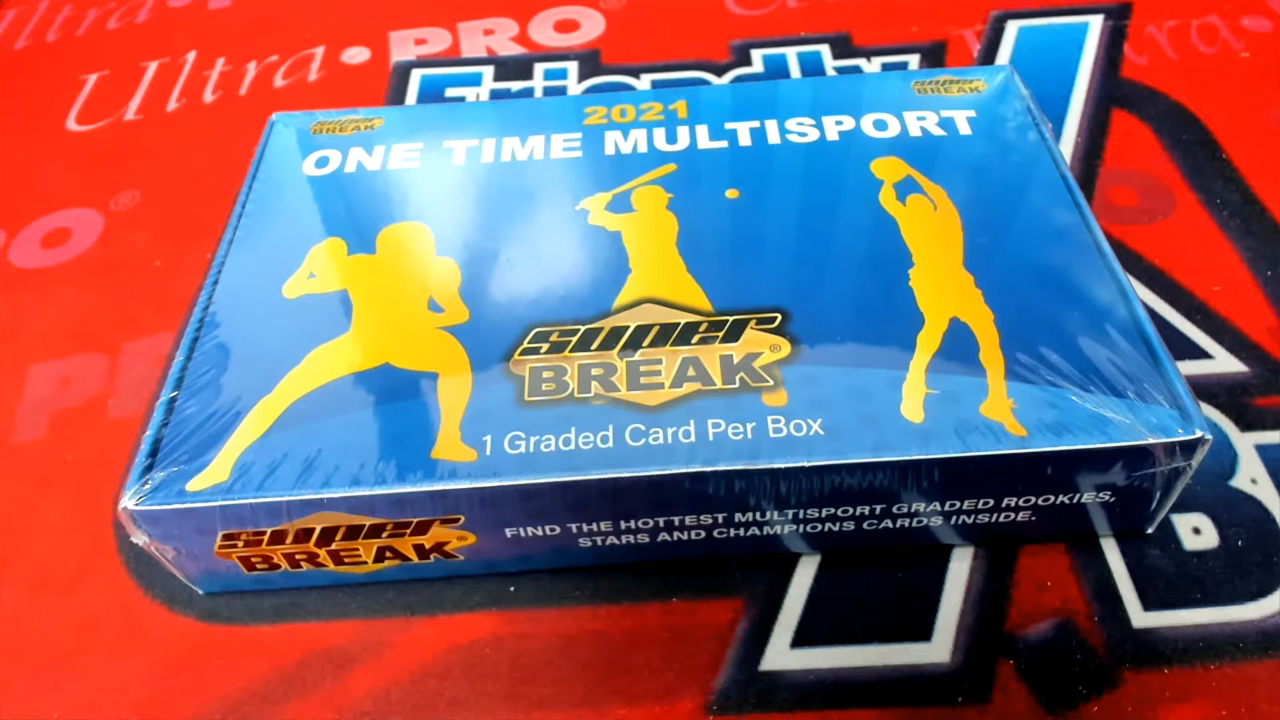 Ultra•PRO®
Friendly
Super BREAK
Super BREAK
2021
ONE TIME MULTISPORT
PRO®
Super
BREAK®
1 Graded Card Per Box
Super
BREAK®
FIND THE HOTTEST MULTISPORT GRADED ROOKIES,
STARS AND CHAMPIONS CARDS INSIDE.